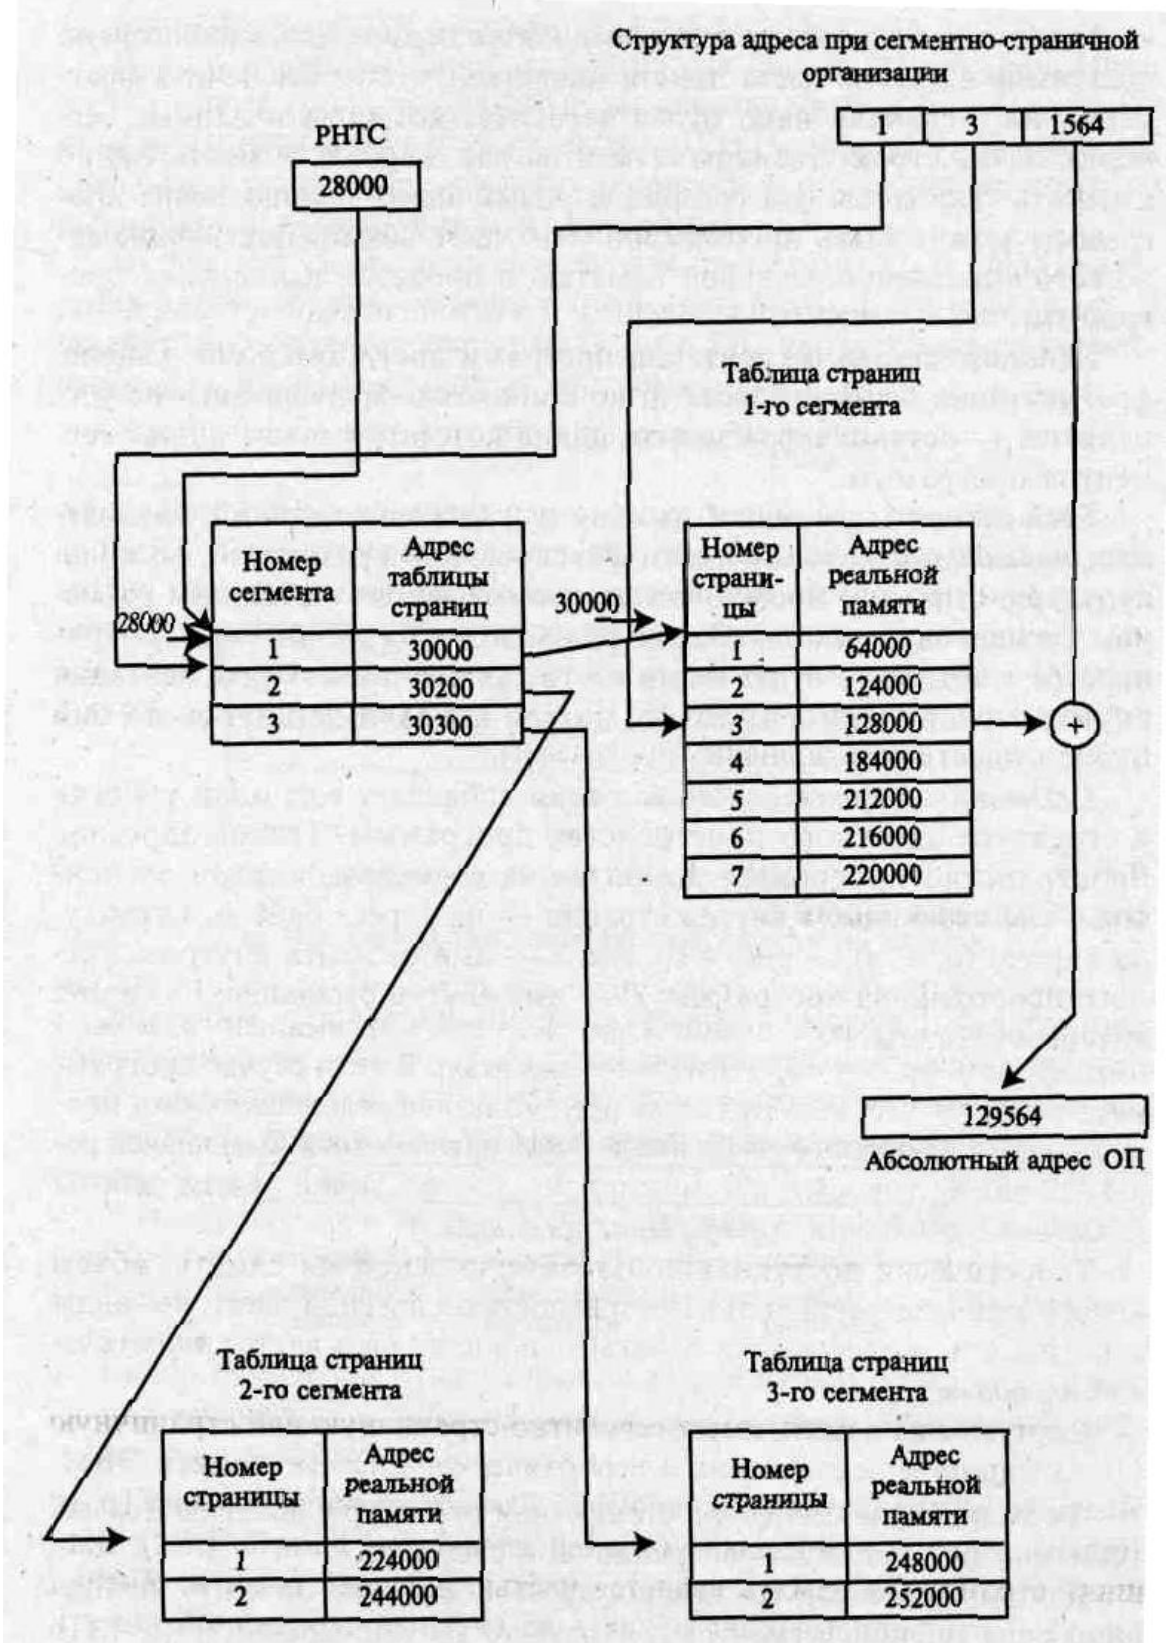 Структура адреса при сегментно-страничной
организации
1 3 1564
РНТС
28000
Таблица страниц
1-го сегмента
Номер
сегмента
Адрес
таблицы
страниц
28000
1 30000
2 30200
3 30300
30000
Номер
страни-
цы
Адрес
реальной
памяти
1 64000
2 124000
3 128000
4 184000
5 212000
6 216000
7 220000
+
129564
Абсолютный адрес ОП
Таблица страниц
2-го сегмента
Номер
страницы
Адрес
реальной
памяти
1 224000
2 244000
Таблица страниц
3-го сегмента
Номер
страницы
Адрес
реальной
памяти
1 248000
2 252000